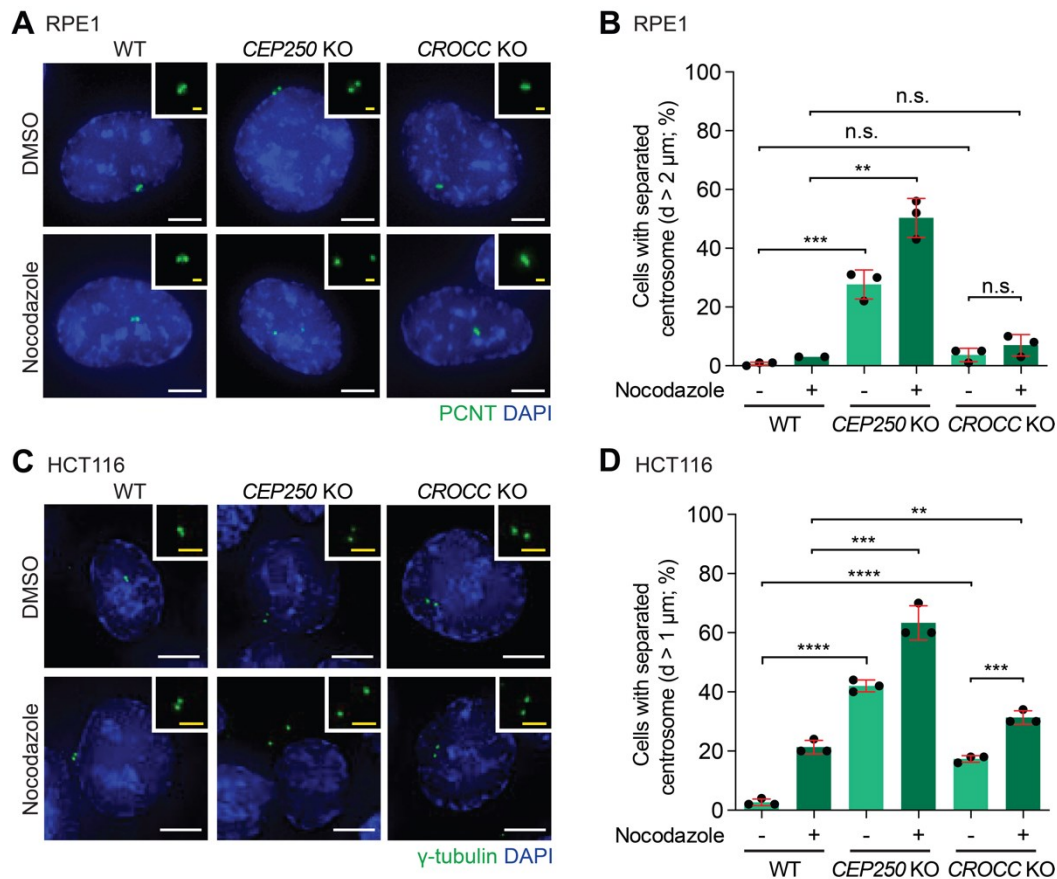 A RPE1
WT CEP250 KO CROCC KO
DMSO
Nocodazole
PCNT DAPI
B RPE1
Cells with separated
centrosome (d > 2 μm; %)
100
80
60
40
20
0
n.s.
n.s.
**
***
n.s.
Nocodazole - + - + - +
WT CEP250 KO CROCC KO
C HCT116
WT CEP250 KO CROCC KO
DMSO
Nocodazole
γ-tubulin DAPI
D HCT116
Cells with separated
centrosome (d > 1 μm; %)
100
80
60
40
20
0
**
***
****
****
***
Nocodazole - + - + - +
WT CEP250 KO CROCC KO